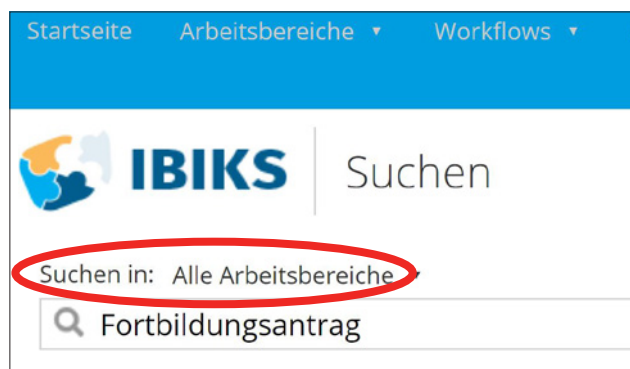 Startseite Arbeitsbereiche Workflows
IBIKS Suchen
Suchen in: Alle Arbeitsbereiche
Fortbildungsantrag